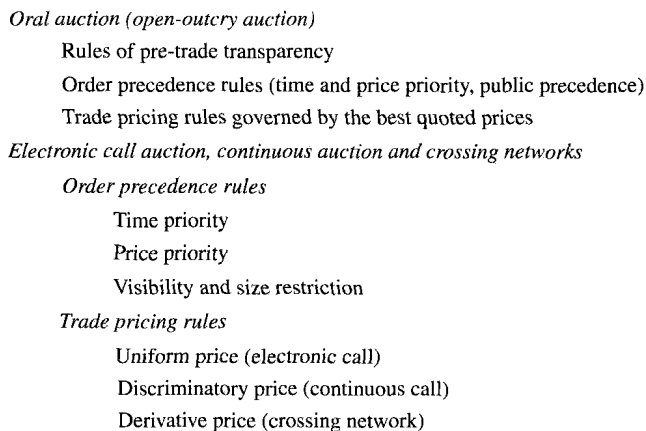 Oral auction (open-outcry auction)
Rules of pre-trade transparency
Order precedence rules (time and price priority, public precedence)
Trade pricing rules governed by the best quoted prices
Electronic call auction, continuous auction and crossing networks
Order precedence rules
Time priority
Price priority
Visibility and size restriction
Trade pricing rules
Uniform price (electronic call)
Discriminatory price (continuous call)
Derivative price (crossing network)